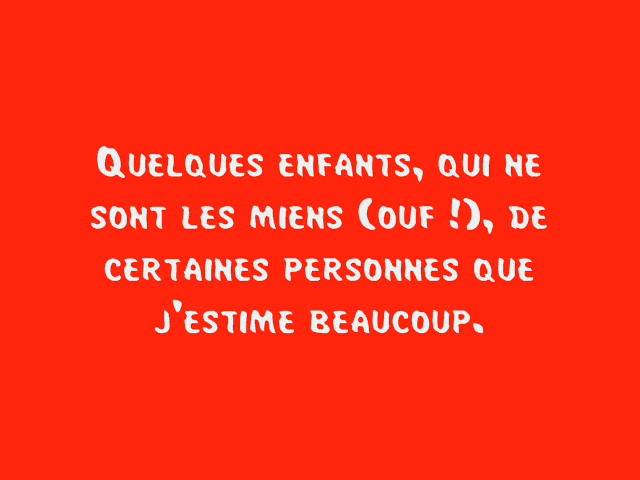 Quelques enfants, qui ne
sont les miens (ouf !), de
certaines personnes que
j'estime beaucoup.